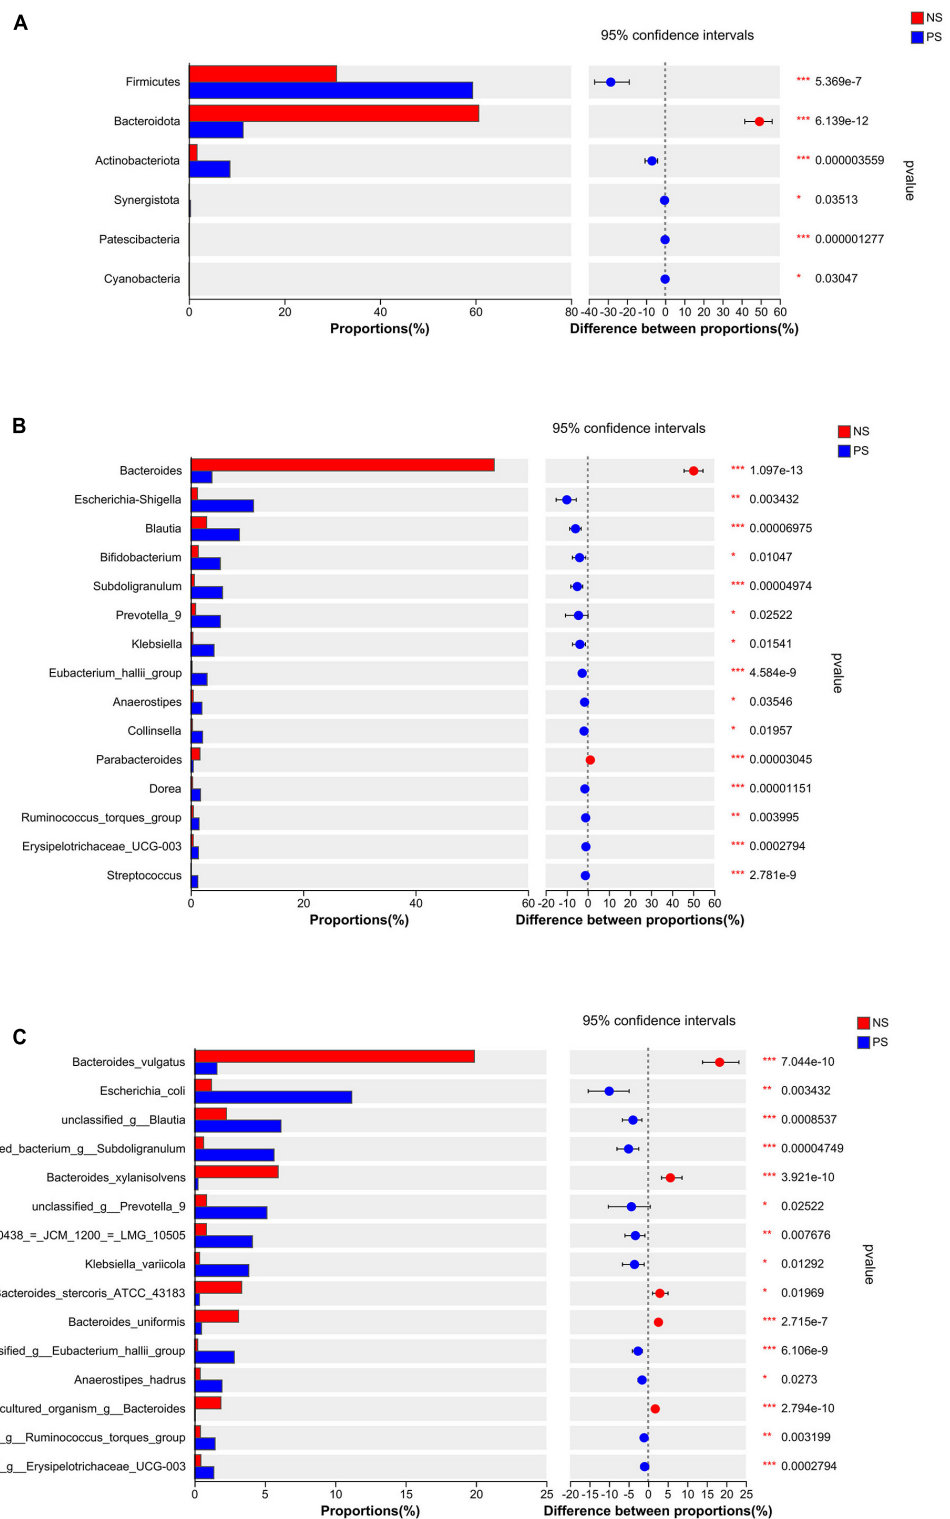 A
NS
PS
95% confidence intervals
Firmicutes
*** 5.369e-7
Bacteroidota
*** 6.139e-12
Actinobacteriota
*** 0.000003559
Synergistota
* 0.03513
Patescibacteria
*** 0.000001277
Cyanobacteria
* 0.03047
pvalue
0 20 40 60 80
-40 -30 -20 -10 0 10 20 30 40 50 60
Proportions(%)
Difference between proportions(%)
B
95% confidence intervals
NS
PS
Bacteroides
*** 1.097e-13
Escherichia-Shigella
** 0.003432
Blautia
*** 0.00006975
Bifidobacterium
* 0.01047
Subdoligranulum
*** 0.00004974
Prevotella_9
* 0.02522
Klebsiella
* 0.01541
Eubacterium_hallii_group
*** 4.584e-9
Anaerostipes
* 0.03546
Collinsella
* 0.01957
Parabacteroides
*** 0.00003045
Dorea
*** 0.00001151
Ruminococcus_torques_group
** 0.003995
Erysipelotrichaceae_UCG-003
*** 0.0002794
Streptococcus
*** 2.781e-9
pvalue
0 20 40 60
-20 -10 0 10 20 30 40 50 60
Proportions(%)
Difference between proportions(%)
C
95% confidence intervals
NS
PS
Bacteroides_vulgatus
*** 7.044e-10
Escherichia_coli
** 0.003432
unclassified_g__Blautia
*** 0.0008537
ed_bacterium_g__Subdoligranulum
*** 0.00004749
Bacteroides_xylanisolvens
*** 3.921e-10
unclassified_g__Prevotella_9
* 0.02522
0438_=_JCM_1200_=_LMG_10505
** 0.007676
Klebsiella_variicola
* 0.01292
Bacteroides_stercoris_ATCC_43183
* 0.01969
Bacteroides_uniformis
*** 2.715e-7
sified_g__Eubacterium_hallii_group
*** 6.106e-9
Anaerostipes_hadrus
* 0.0273
cultured_organism_g__Bacteroides
*** 2.794e-10
_g__Ruminococcus_torques_group
** 0.003199
_g__Erysipelotrichaceae_UCG-003
*** 0.0002794
pvalue
0 5 10 15 20 25
-20 -15 -10 -5 0 5 10 15 20 25
Proportions(%)
Difference between proportions(%)